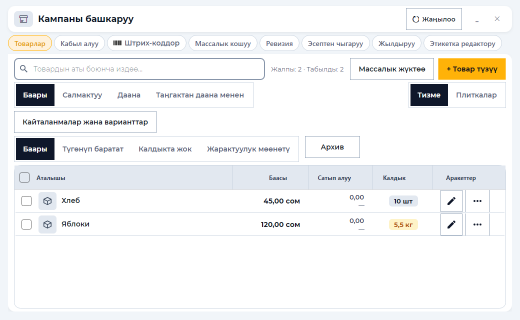 Кампаны башкаруу
Жаңылоо
Товарлар
Кабыл алуу
Штрих-коддор
Массалык кошуу
Ревизия
Эсептен чыгаруу
Жылдыруу
Этикетка редактору
Товардын аты боюнча издөө...
Жалпы: 2 · Табылды: 2
Массалык жүктөө
+ Товар түзүү
Баары
Салмактуу
Даана
Таңгактан даана менен
Тизме
Плиткалар
Кайталанмалар жана варианттар
Баары
Түгөнүп баратат
Калдыкта жок
Жарактуулук мөөнөтү
Архив
Аталышы
Баасы
Сатып алуу
Калдык
Аракеттер
Хлеб
45,00 сом
0,00
—
10 шт
Яблоки
120,00 сом
0,00
—
5,5 кг